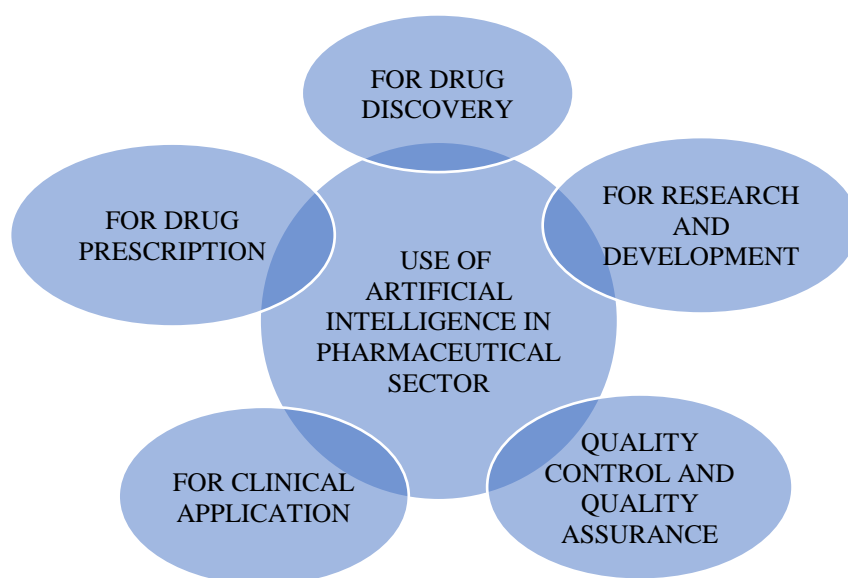 FOR DRUG
DISCOVERY
FOR RESEARCH
AND
DEVELOPMENT
FOR DRUG
PRESCRIPTION
USE OF
ARTIFICIAL
INTELLIGENCE IN
PHARMACEUTICAL
SECTOR
QUALITY
CONTROL AND
QUALITY
ASSURANCE
FOR CLINICAL
APPLICATION